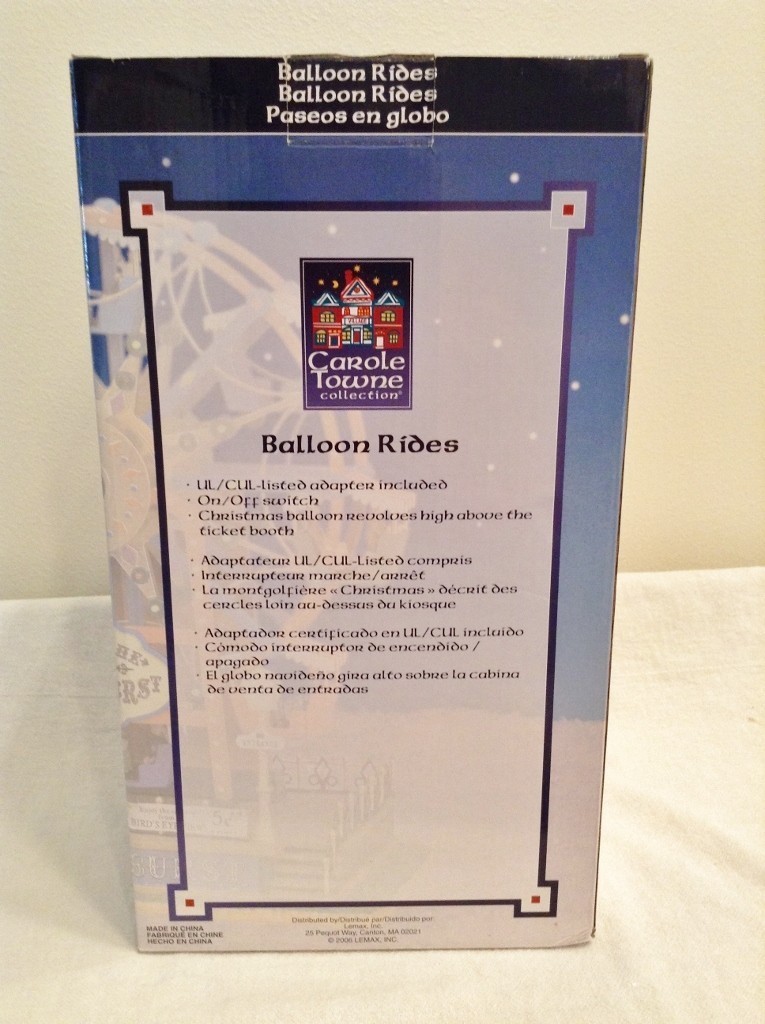 Balloon Rides
Balloon Rides
Paseos en globo
VILLAGE
Carole
Towne
collection®
Balloon Rides
· UL/CUL-listed adapter included
· On/Off switch
· Christmas balloon revolves high above the
ticket booth
· Adaptateur UL/CUL-Listed compris
· Interrupteur marche/arrêt
· La montgolfière « Christmas » décrit des
cercles loin au-dessus du kiosque
· Adaptador certificado en UL/CUL incluido
· Cómodo interruptor de encendido /
apagado
· El globo navideño gira alto sobre la cabina
de venta de entradas
BIRD'S EYE
5¢
MADE IN CHINA
FABRIQUÉ EN CHINE
HECHO EN CHINA
Distributed by/Distribué par/Distribuido por:
Lemax, Inc.
25 Pequot Way, Canton, MA 02021
© 2006 LEMAX, INC.